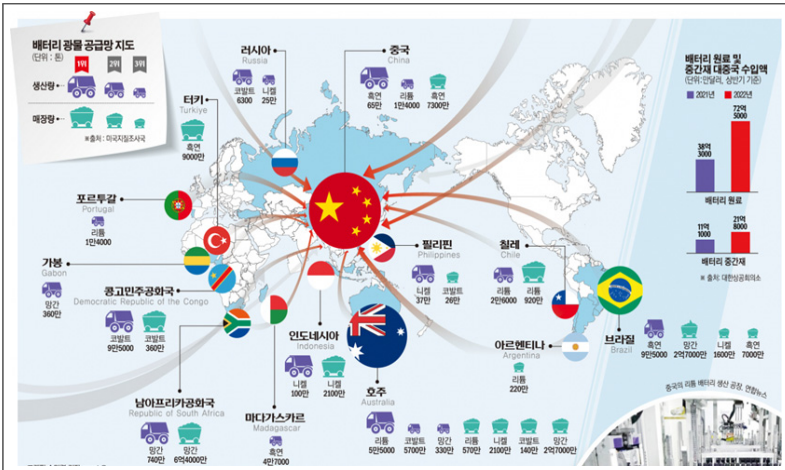 배터리 광물 공급망 지도
(단위 : 톤)
1위 2위 3위
생산량
매장량
※출처 : 미국지질조사국
러시아
Russia
코발트 니켈
6300 25만
중국
China
흑연 리튬 흑연
65만 1만4000 7300만
터키
Turkiye
흑연
9000만
포르투갈
Portugal
리튬
1만4000
가봉
Gabon
망간
360만
콩고민주공화국
Democratic Republic of the Congo
코발트 코발트
9만5000 360만
남아프리카공화국
Republic of South Africa
망간 망간
740만 6억4000만
마다가스카르
Madagascar
흑연
4만7000
인도네시아
Indonesia
니켈 니켈
100만 2100만
필리핀
Philippines
니켈 코발트
37만 26만
호주
Australia
리튬 코발트 망간 리튬 니켈 코발트 망간
5만5000 5700만 330만 570만 2100만 140만 2억7000만
칠레
Chile
리튬 리튬
2만6000 920만
아르헨티나
Argentina
리튬
220만
브라질
Brazil
흑연 망간 니켈 흑연
9만5000 2억7000만 1600만 7000만
배터리 원료 및
중간재 대중국 수입액
(단위:만달러, 상반기 기준)
2021년 2022년
38억
3000
72억
5000
배터리 원료
11억
1000
21억
8000
배터리 중간재
※ 출처 : 대한상공회의소
중국의 리튬 배터리 생산 공장. 연합뉴스